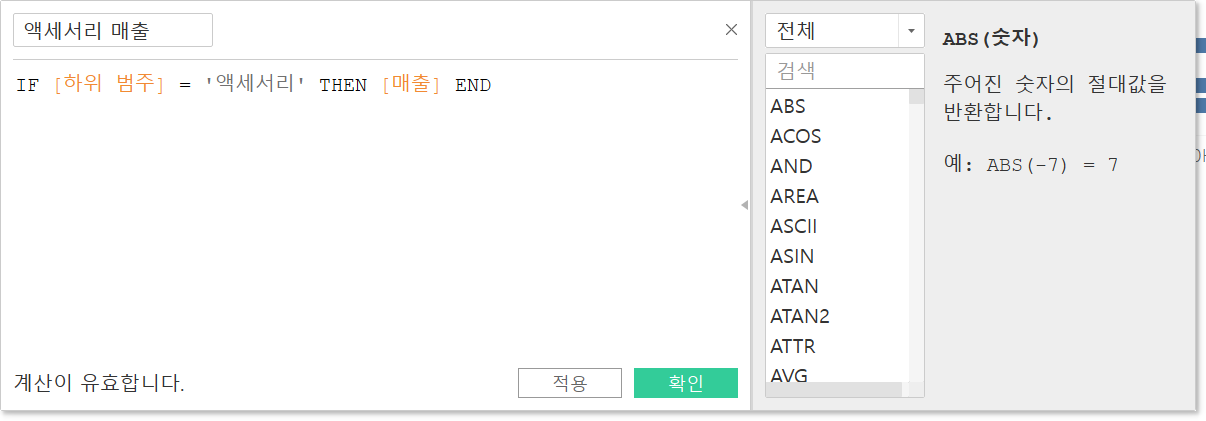 액세서리 매출
IF [하위 범주] = '액세서리' THEN [매출] END
계산이 유효합니다.
적용
확인
전체
검색
ABS
ACOS
AND
AREA
ASCII
ASIN
ATAN
ATAN2
ATTR
AVG
ABS(숫자)
주어진 숫자의 절대값을
반환합니다.
예: ABS(-7) = 7